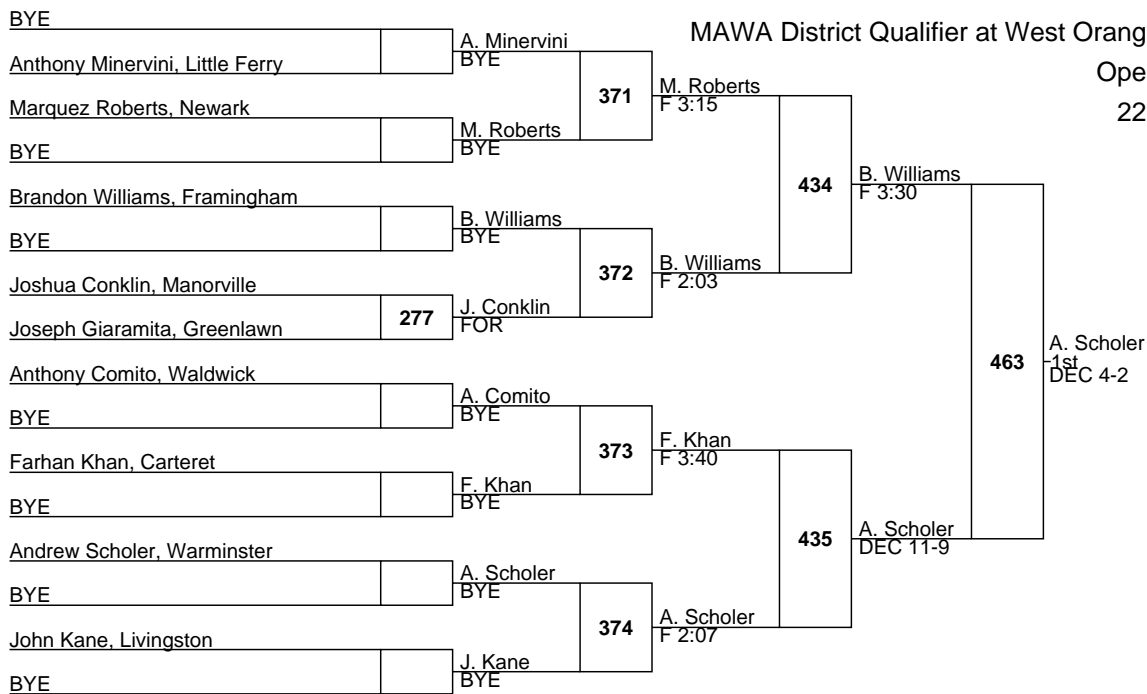 MAWA District Qualifier at West Orang
Ope
22
BYE
Anthony Minervini, Little Ferry
Marquez Roberts, Newark
BYE
Brandon Williams, Framingham
BYE
Joshua Conklin, Manorville
Joseph Giaramita, Greenlawn
277
Anthony Comito, Waldwick
BYE
Farhan Khan, Carteret
BYE
Andrew Scholer, Warminster
BYE
John Kane, Livingston
BYE
A. Minervini
BYE
371
M. Roberts
BYE
B. Williams
BYE
372
J. Conklin
FOR
A. Comito
BYE
373
F. Khan
BYE
A. Scholer
BYE
374
J. Kane
BYE
M. Roberts
F 3:15
434
B. Williams
F 2:03
F. Khan
F 3:40
435
A. Scholer
F 2:07
B. Williams
F 3:30
463
A. Scholer
DEC 11-9
A. Scholer
1st
DEC 4-2